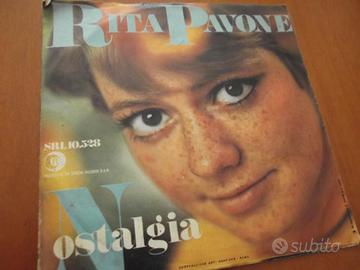 RITA PAVONE
SRL 10.528
Nostalgia
subito